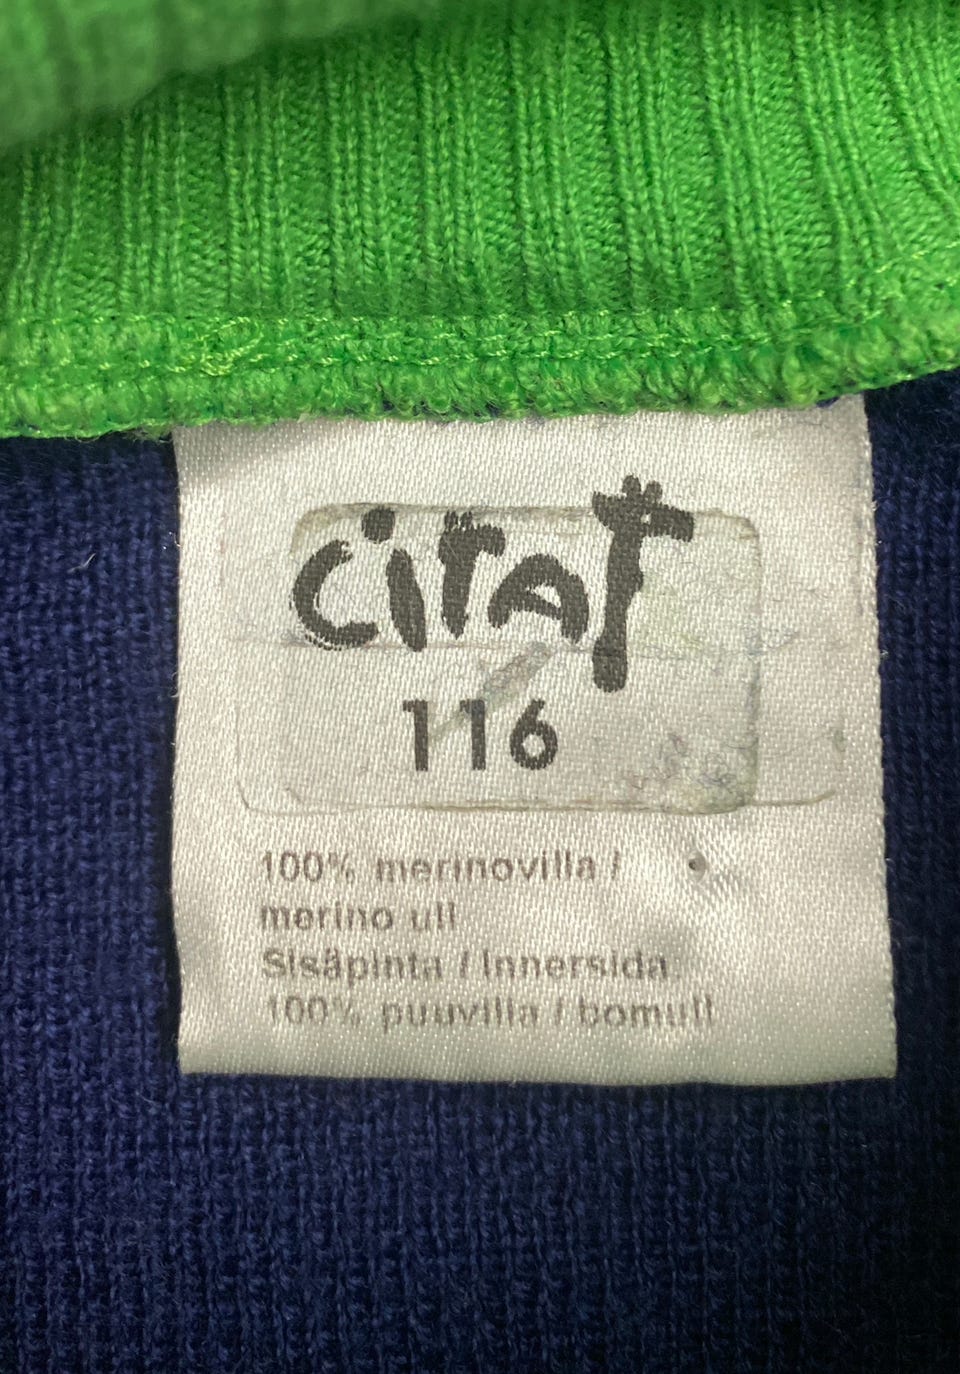 CiraT
116
100% merinovilla /
merino ull
Sisäpinta / Innersida
100% puuvilla / bomull